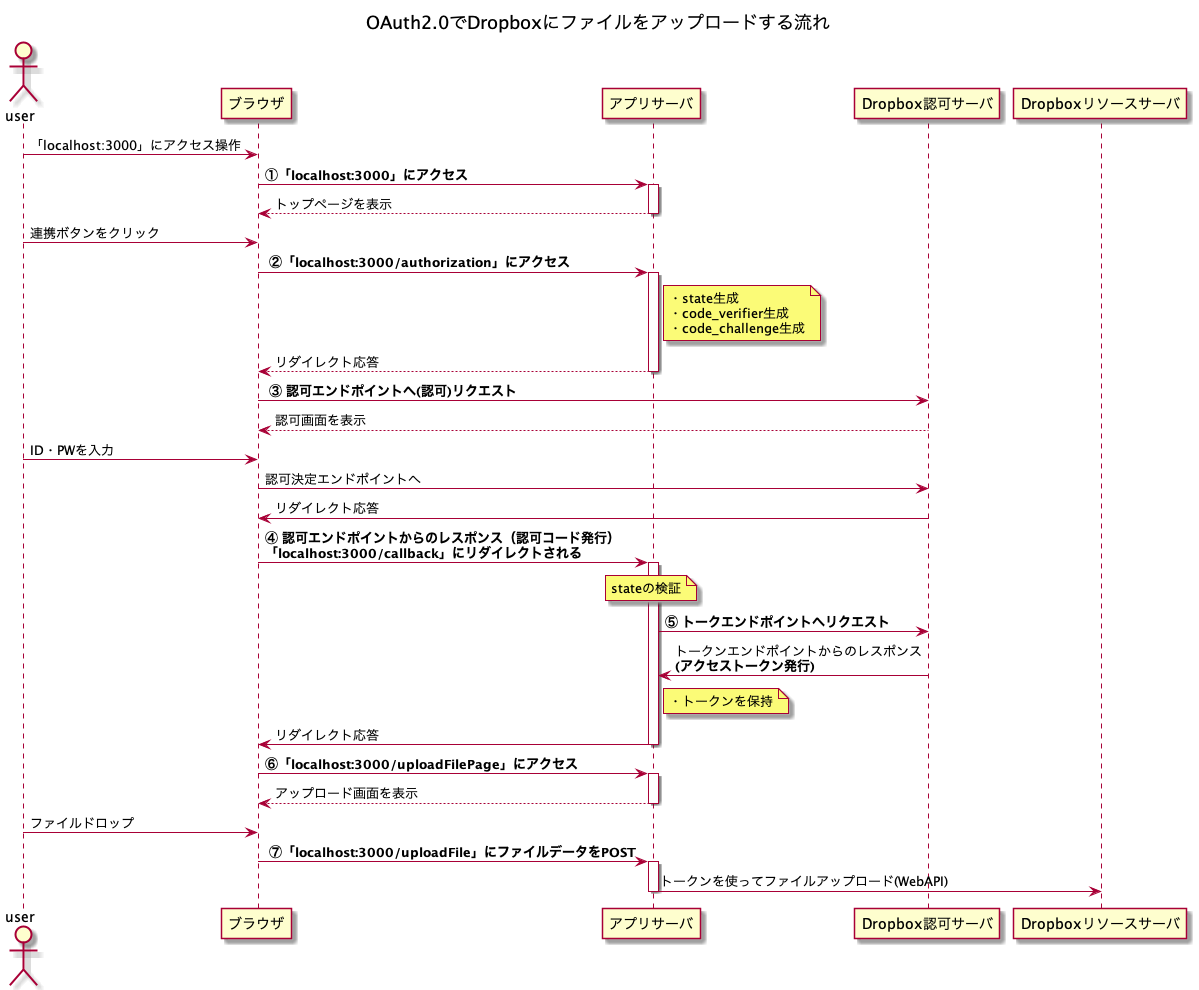 OAuth2.0でDropboxにファイルをアップロードする流れ
user
ブラウザ
アプリサーバ
Dropbox認可サーバ
Dropboxリソースサーバ
「localhost:3000」にアクセス操作
①「localhost:3000」にアクセス
トップページを表示
連携ボタンをクリック
②「localhost:3000/authorization」にアクセス
・state生成
・code_verifier生成
・code_challenge生成
リダイレクト応答
③ 認可エンドポイントへ(認可)リクエスト
認可画面を表示
ID・PWを入力
認可決定エンドポイントへ
リダイレクト応答
④ 認可エンドポイントからのレスポンス（認可コード発行）
「localhost:3000/callback」にリダイレクトされる
stateの検証
⑤ トークエンドポイントへリクエスト
トークンエンドポイントからのレスポンス
(アクセストークン発行)
・トークンを保持
リダイレクト応答
⑥「localhost:3000/uploadFilePage」にアクセス
アップロード画面を表示
ファイルドロップ
⑦「localhost:3000/uploadFile」にファイルデータをPOST
トークンを使ってファイルアップロード(WebAPI)
user
ブラウザ
アプリサーバ
Dropbox認可サーバ
Dropboxリソースサーバ